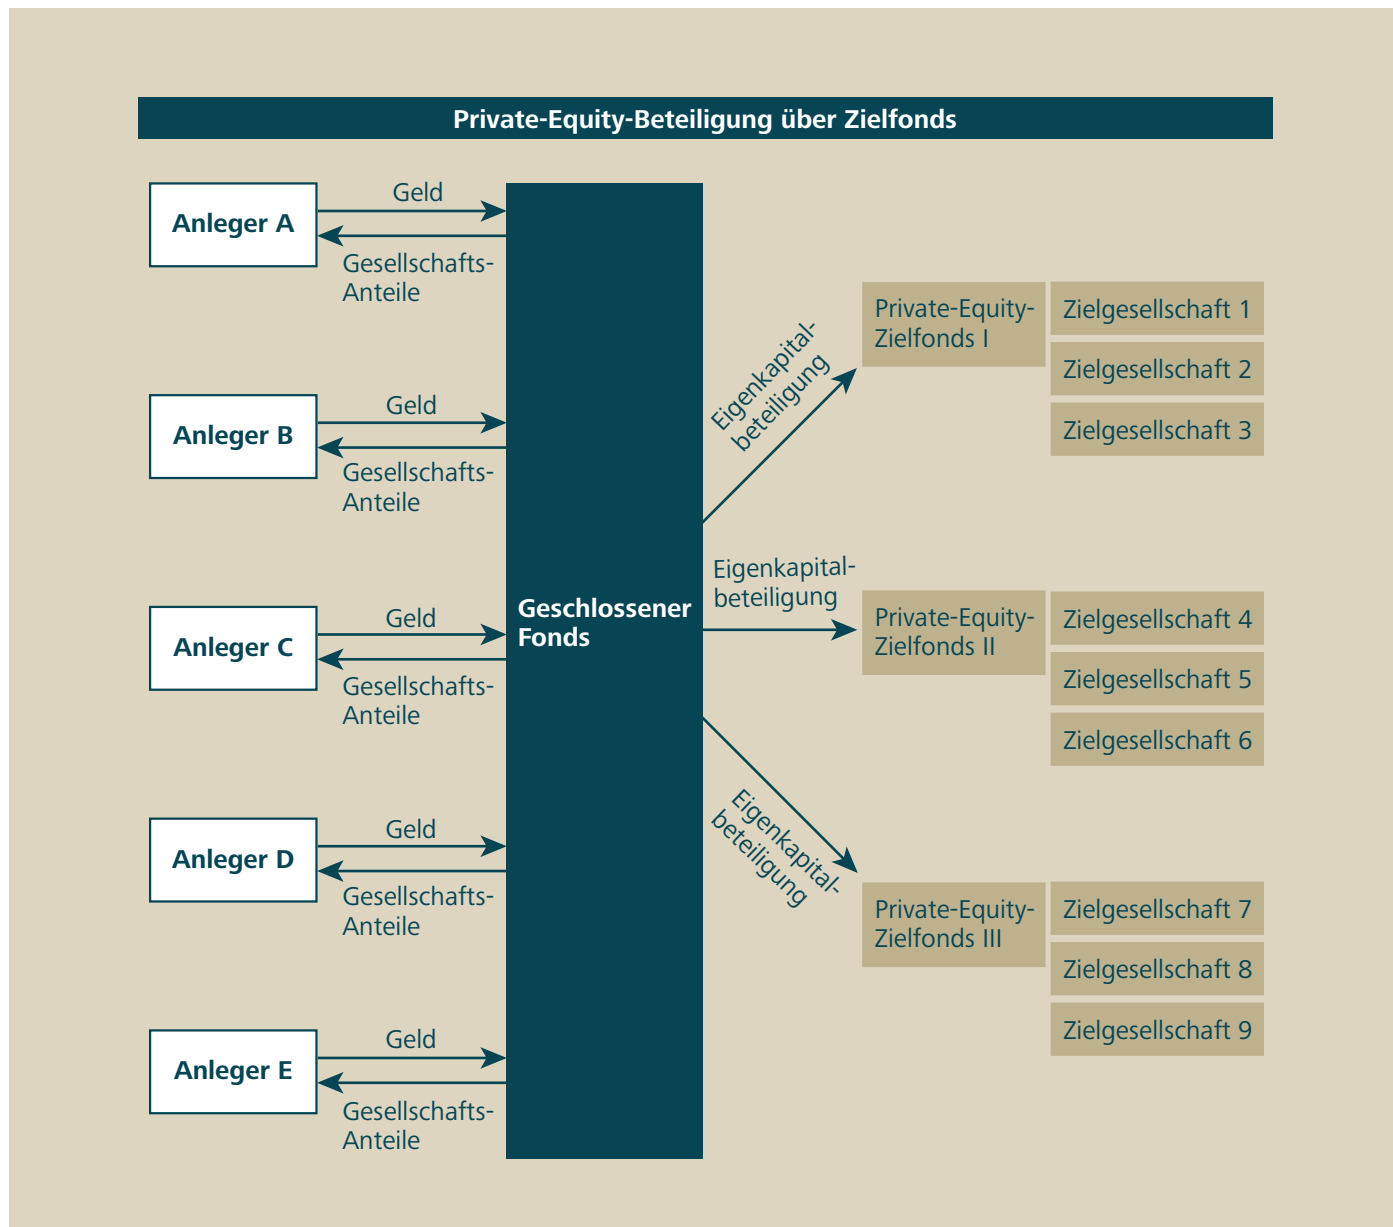 Private-Equity-Beteiligung über Zielfonds
Anleger A
Geld
Gesellschafts-
Anteile
Anleger B
Geld
Gesellschafts-
Anteile
Anleger C
Geld
Gesellschafts-
Anteile
Anleger D
Geld
Gesellschafts-
Anteile
Anleger E
Geld
Gesellschafts-
Anteile
Geschlossener
Fonds
Eigenkapital-
beteiligung
Private-Equity-
Zielfonds I
Zielgesellschaft 1
Zielgesellschaft 2
Zielgesellschaft 3
Eigenkapital-
beteiligung
Private-Equity-
Zielfonds II
Zielgesellschaft 4
Zielgesellschaft 5
Zielgesellschaft 6
Eigenkapital-
beteiligung
Private-Equity-
Zielfonds III
Zielgesellschaft 7
Zielgesellschaft 8
Zielgesellschaft 9